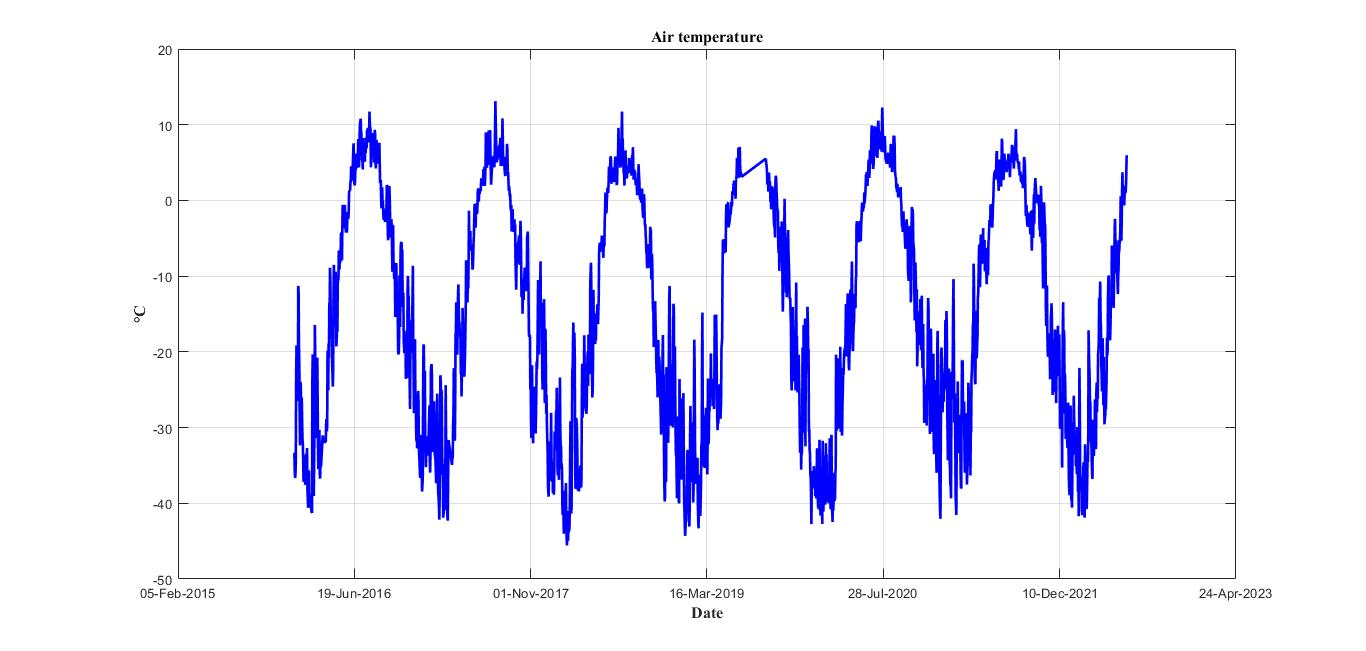 Air temperature
20
10
0
-10
-20
-30
-40
-50
°C
05-Feb-2015 19-Jun-2016 01-Nov-2017 16-Mar-2019 28-Jul-2020 10-Dec-2021 24-Apr-2023
Date